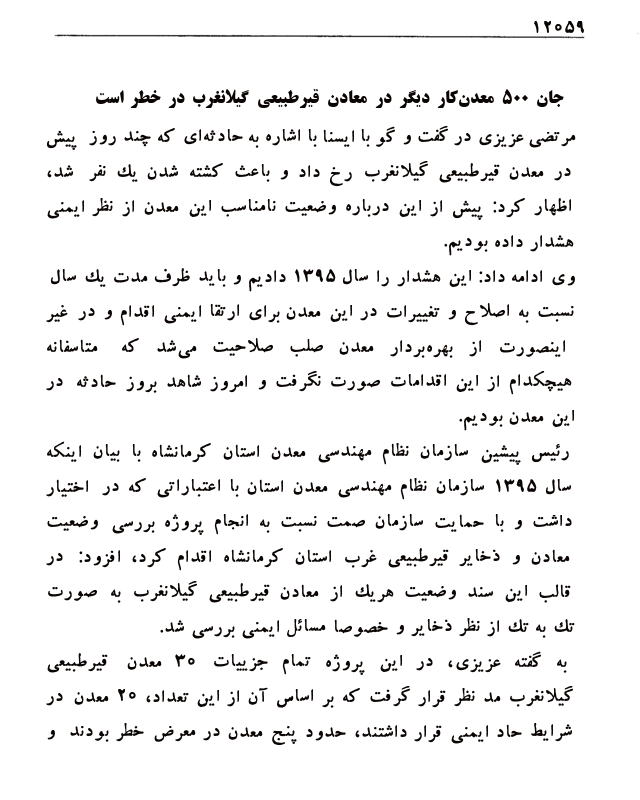 ۱۲۰۵۹
جان ۵۰۰ معدن‌کار دیگر در معادن قیرطبیعی گیلانغرب در خطر است
مرتضی عزیزی در گفت و گو با ایسنا با اشاره به حادثه‌ای که چند روز پیش
در معدن قیرطبیعی گیلانغرب رخ داد و باعث کشته شدن یك نفر شد،
اظهار کرد: پیش از این درباره وضعیت نامناسب این معدن از نظر ایمنی
هشدار داده بودیم.
وی ادامه داد: این هشدار را سال ۱۳۹۵ دادیم و باید ظرف مدت یك سال
نسبت به اصلاح و تغییرات در این معدن برای ارتقا ایمنی اقدام و در غیر
اینصورت از بهره‌بردار معدن صلب صلاحیت می‌شد که متاسفانه
هیچکدام از این اقدامات صورت نگرفت و امروز شاهد بروز حادثه در
این معدن بودیم.
رئیس پیشین سازمان نظام مهندسی معدن استان کرمانشاه با بیان اینکه
سال ۱۳۹۵ سازمان نظام مهندسی معدن استان با اعتباراتی که در اختیار
داشت و با حمایت سازمان صمت نسبت به انجام پروژه بررسی وضعیت
معادن و ذخایر قیرطبیعی غرب استان کرمانشاه اقدام کرد، افزود: در
قالب این سند وضعیت هریك از معادن قیرطبیعی گیلانغرب به صورت
تك به تك از نظر ذخایر و خصوصا مسائل ایمنی بررسی شد.
به گفته عزیزی، در این پروژه تمام جزییات ۳۰ معدن قیرطبیعی
گیلانغرب مد نظر قرار گرفت که بر اساس آن از این تعداد، ۲۰ معدن در
شرایط حاد ایمنی قرار داشتند، حدود پنج معدن در معرض خطر بودند و